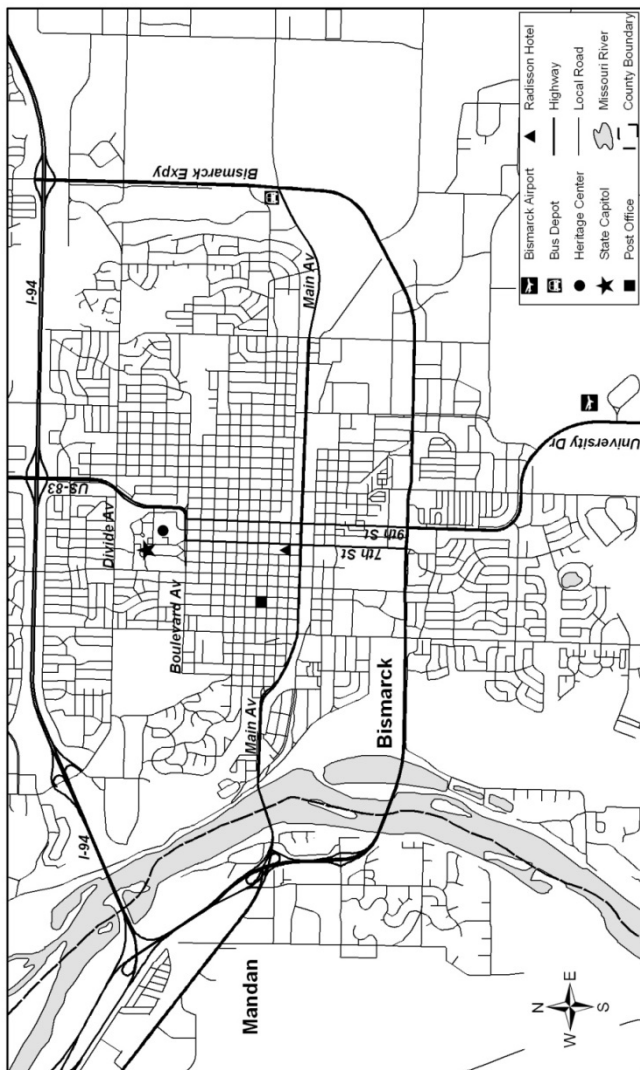 I-94
Bismarck Expy
US-83
Divide Av
I-94
Boulevard Av
Main Av
7th St
9th St
Main Av
University
Dr
Bismarck
Mandan
N
W
E
S
Bismarck Airport
Radisson Hotel
Bus Depot
Highway
Heritage Center
Local Road
State Capitol
Missouri River
Post Office
County Boundary